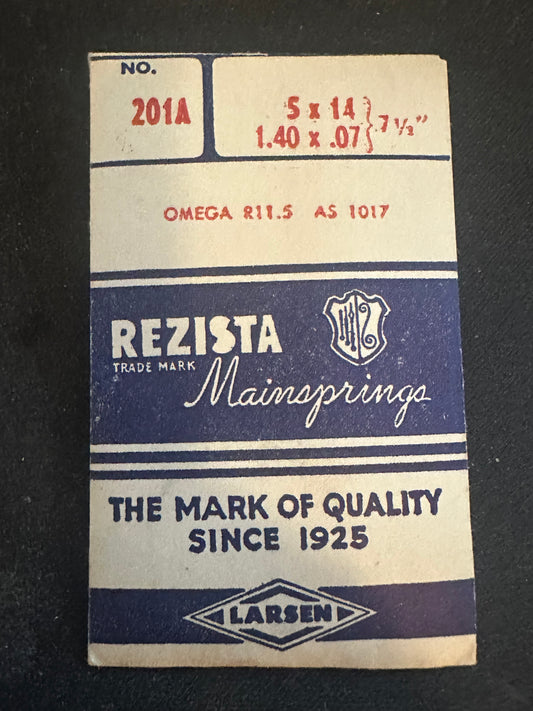 NO.
201A
5 x 14
1.40 x .07
7 1/2"
OMEGA R11.5 AS 1017
REZISTA
TRADE MARK
Mainsprings
THE MARK OF QUALITY
SINCE 1925
LARSEN